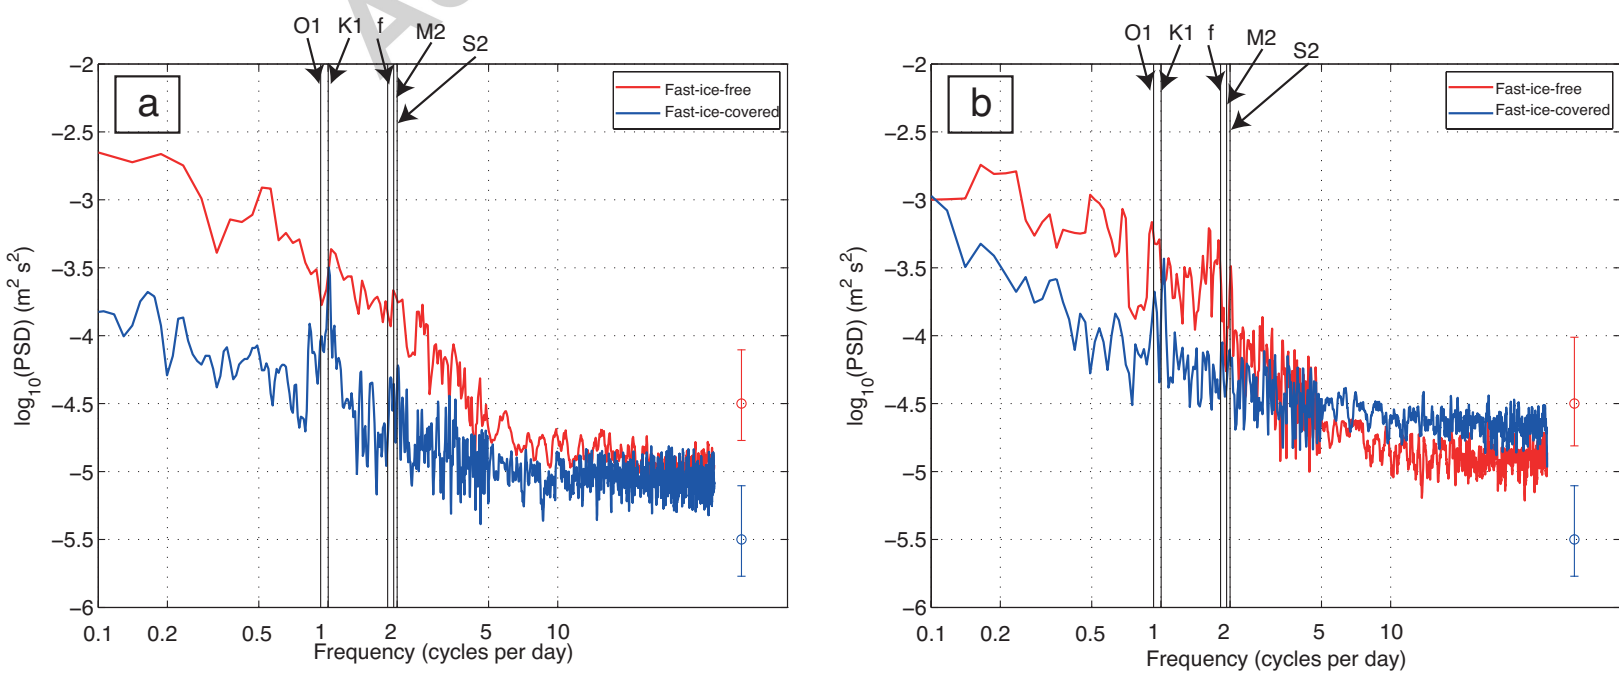 Ac
O1 K1 f M2 S2
−2
−2.5
−3
−3.5
−4
−4.5
−5
−5.5
−6
log10(PSD) (m2 s2)
a
Fast-ice-free
Fast-ice-covered
0.1 0.2 0.5 1 2 5 10
Frequency (cycles per day)
O1 K1 f M2 S2
−2
−2.5
−3
−3.5
−4
−4.5
−5
−5.5
−6
log10(PSD) (m2 s2)
b
Fast-ice-free
Fast-ice-covered
0.1 0.2 0.5 1 2 5 10
Frequency (cycles per day)